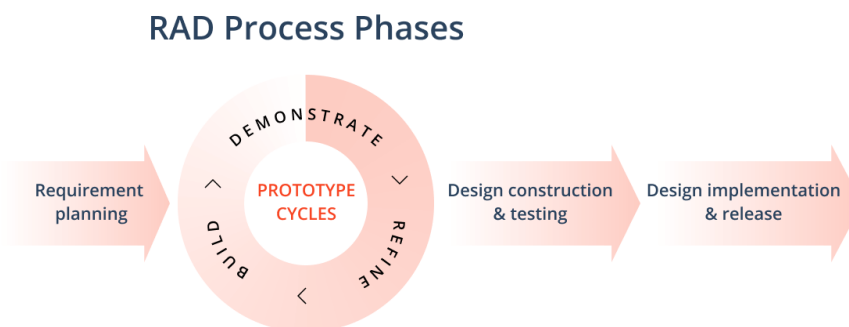 RAD Process Phases
Requirement
planning
DEMONSTRATE
REFINE
BUILD
PROTOTYPE
CYCLES
Design construction
& testing
Design implementation
& release